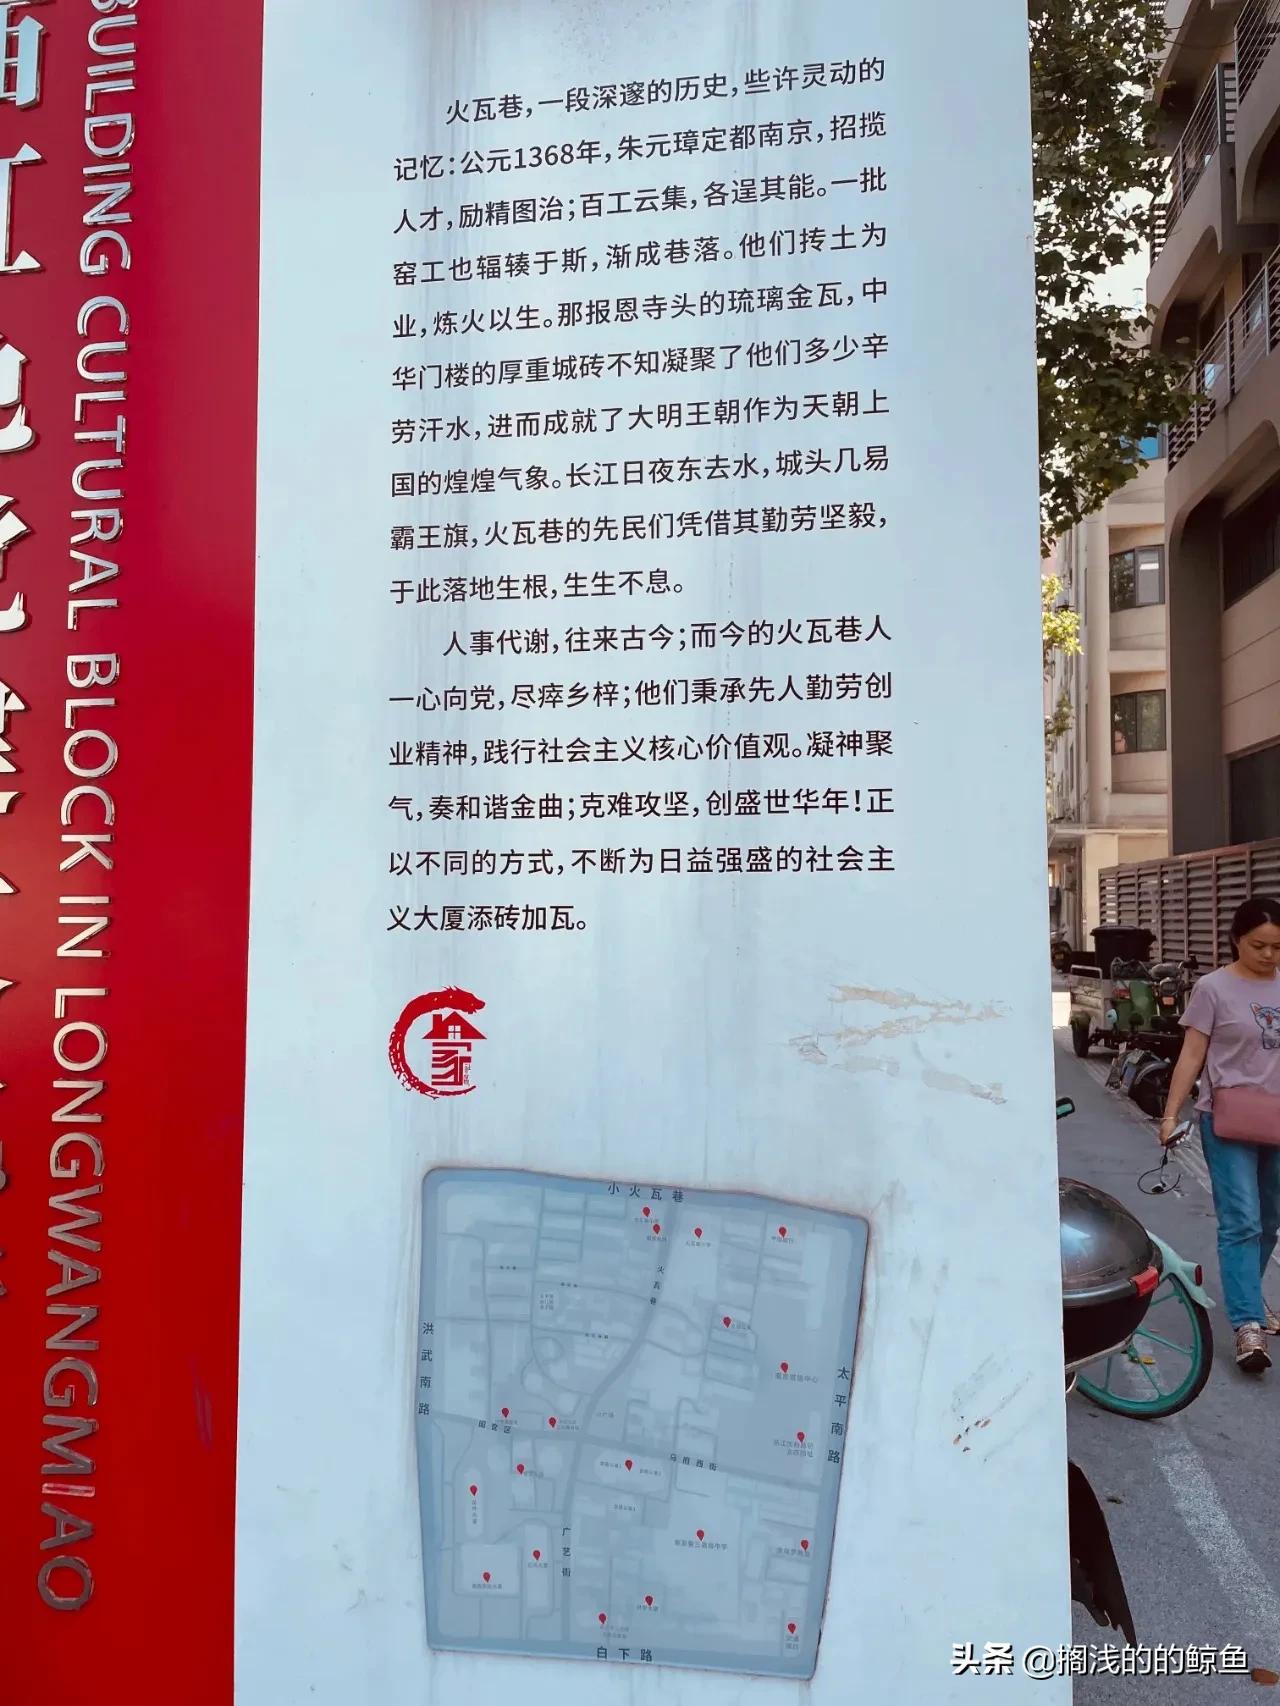 BUILDING CULTURAL BLOCK IN LONGWANGMIAO
火瓦巷，一段深邃的历史，些许灵动的
记忆：公元1368年，朱元璋定都南京，招揽
人才，励精图治；百工云集，各逞其能。一批
窑工也辐辏于斯，渐成巷落。他们抟土为
业，炼火以生。那报恩寺头的琉璃金瓦，中
华门楼的厚重城砖不知凝聚了他们多少辛
劳汗水，进而成就了大明王朝作为天朝上
国的煌煌气象。长江日夜东去水，城头几易
霸王旗，火瓦巷的先民们凭借其勤劳坚毅，
于此落地生根，生生不息。
人事代谢，往来古今；而今的火瓦巷人
一心向党，尽瘁乡梓；他们秉承先人勤劳创
业精神，践行社会主义核心价值观。凝神聚
气，奏和谐金曲；克难攻坚，创盛世华年！正
以不同的方式，不断为日益强盛的社会主
义大厦添砖加瓦。
家
小火瓦巷
火瓦巷
洪武南路
太平南路
乌雨西街
广艺街
白下路
头条 @搁浅的的鲸鱼